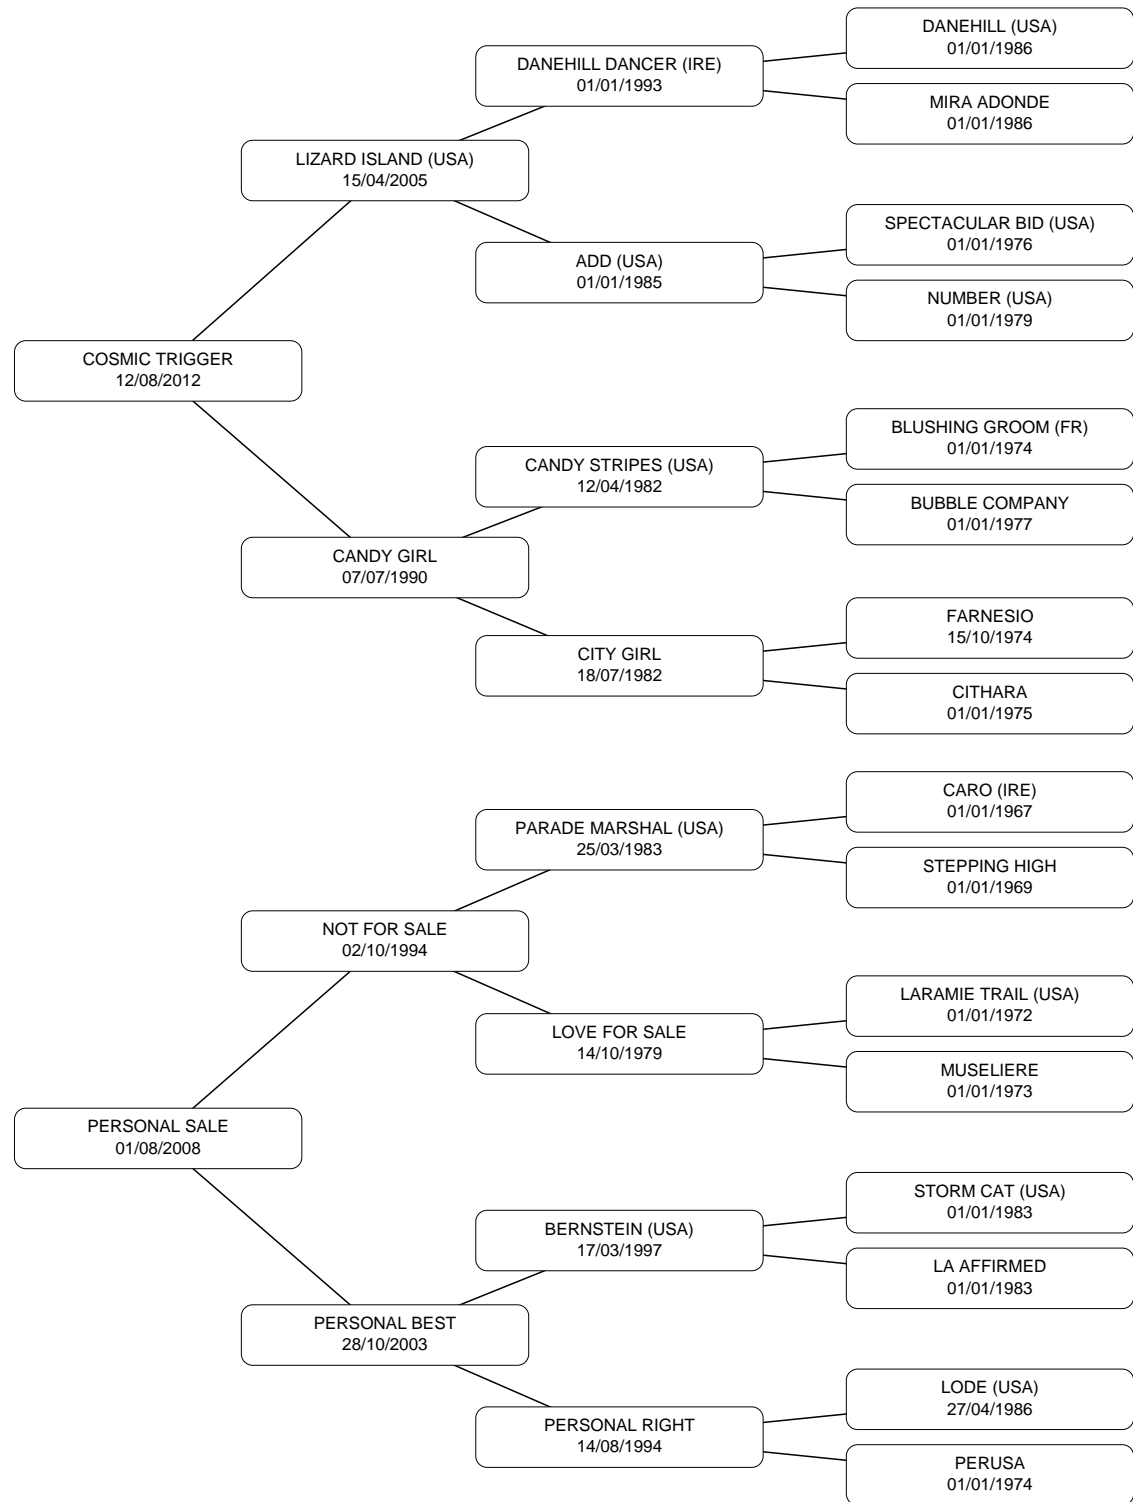 DANEHILL (USA)
01/01/1986
DANEHILL DANCER (IRE)
01/01/1993
MIRA ADONDE
01/01/1986
LIZARD ISLAND (USA)
15/04/2005
SPECTACULAR BID (USA)
01/01/1976
ADD (USA)
01/01/1985
NUMBER (USA)
01/01/1979
COSMIC TRIGGER
12/08/2012
BLUSHING GROOM (FR)
01/01/1974
CANDY STRIPES (USA)
12/04/1982
BUBBLE COMPANY
01/01/1977
CANDY GIRL
07/07/1990
FARNESIO
15/10/1974
CITY GIRL
18/07/1982
CITHARA
01/01/1975
CARO (IRE)
01/01/1967
PARADE MARSHAL (USA)
25/03/1983
STEPPING HIGH
01/01/1969
NOT FOR SALE
02/10/1994
LARAMIE TRAIL (USA)
01/01/1972
LOVE FOR SALE
14/10/1979
MUSELIERE
01/01/1973
PERSONAL SALE
01/08/2008
STORM CAT (USA)
01/01/1983
BERNSTEIN (USA)
17/03/1997
LA AFFIRMED
01/01/1983
PERSONAL BEST
28/10/2003
LODE (USA)
27/04/1986
PERSONAL RIGHT
14/08/1994
PERUSA
01/01/1974